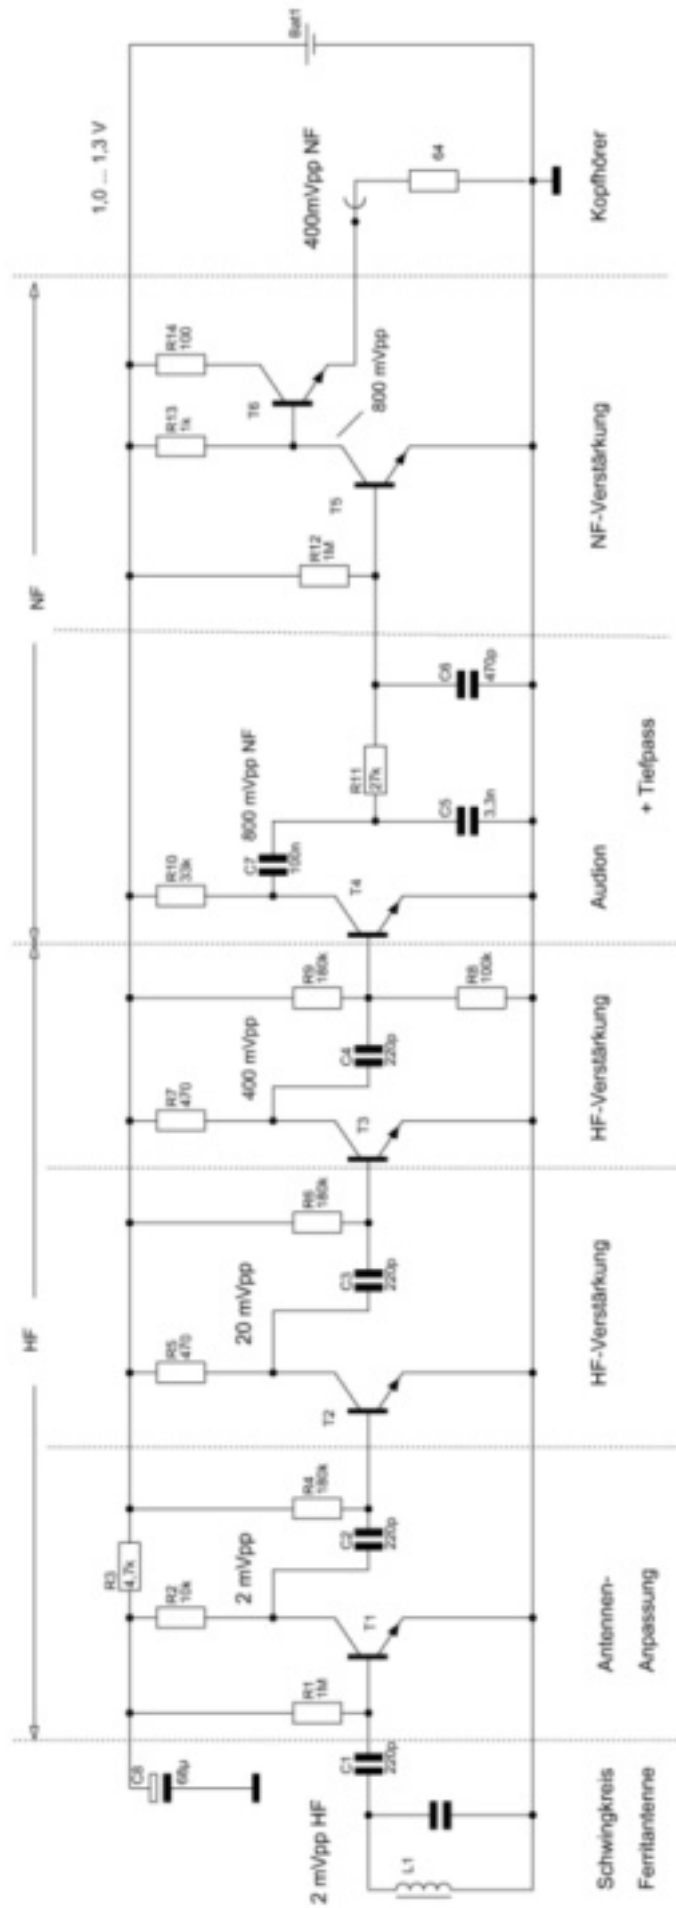 HF
NF
C8
68µ
2 mVpp HF
L1
C1
220p
R1
1M
T1
R2
10k
R3
4,7k
2 mVpp
C2
220p
R4
180k
T2
R5
470
20 mVpp
C3
220p
R6
180k
T3
R7
470
400 mVpp
C4
220p
R9
180k
R8
100k
T4
R10
33k
C7
100n
800 mVpp NF
C5
3,3n
R11
27k
C6
470p
R12
1M
T5
R13
1k
T6
R14
100
800 mVpp
400mVpp NF
64
1,0 ... 1,3 V
Bat1
Schwingkreis
Ferritantenne
Antennen-
Anpassung
HF-Verstärkung
HF-Verstärkung
Audion
+ Tiefpass
NF-Verstärkung
Kopfhörer